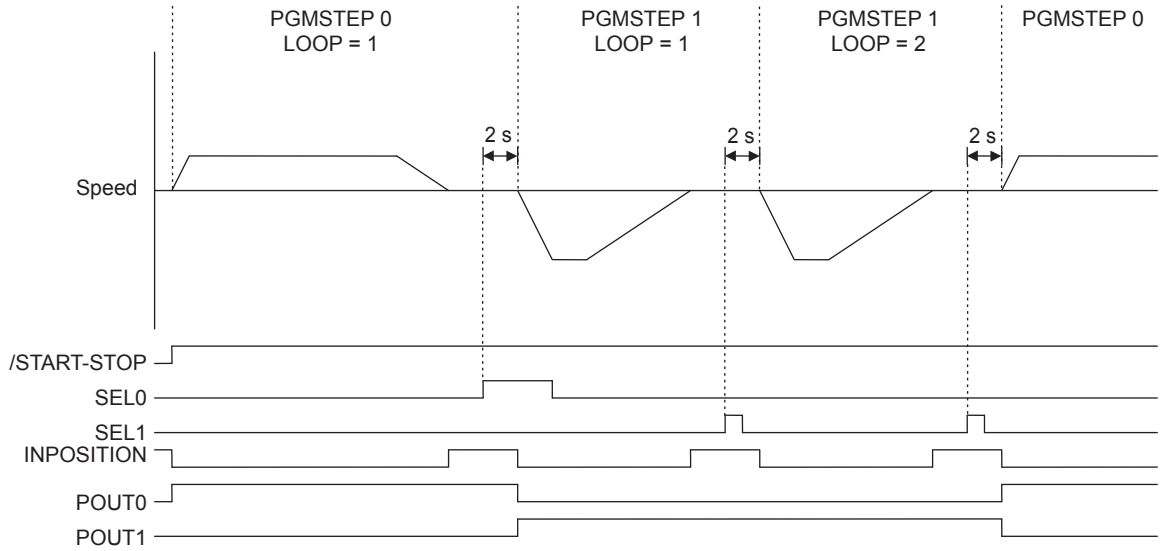 PGMSTEP 0
LOOP = 1
PGMSTEP 1
LOOP = 1
PGMSTEP 1
LOOP = 2
PGMSTEP 0
2 s
2 s
2 s
Speed
/START-STOP
SEL0
SEL1
INPOSITION
POUT0
POUT1